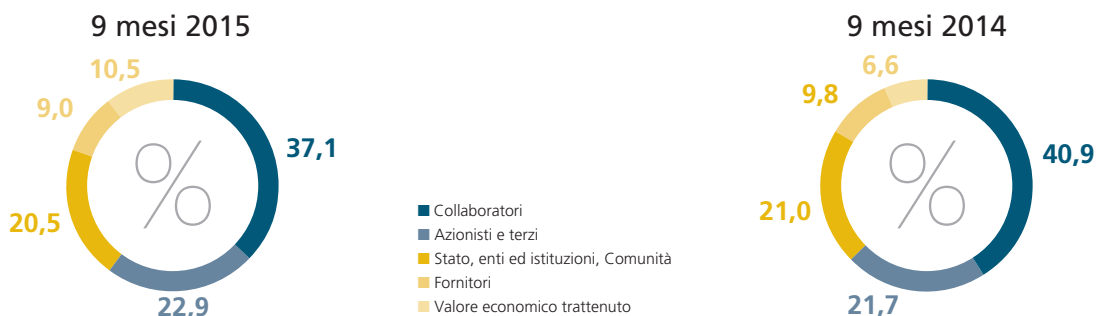 9 mesi 2015
10,5
9,0
37,1
20,5
22,9
%
Collaboratori
Azionisti e terzi
Stato, enti ed istituzioni, Comunità
Fornitori
Valore economico trattenuto
9 mesi 2014
6,6
9,8
40,9
21,0
21,7
%